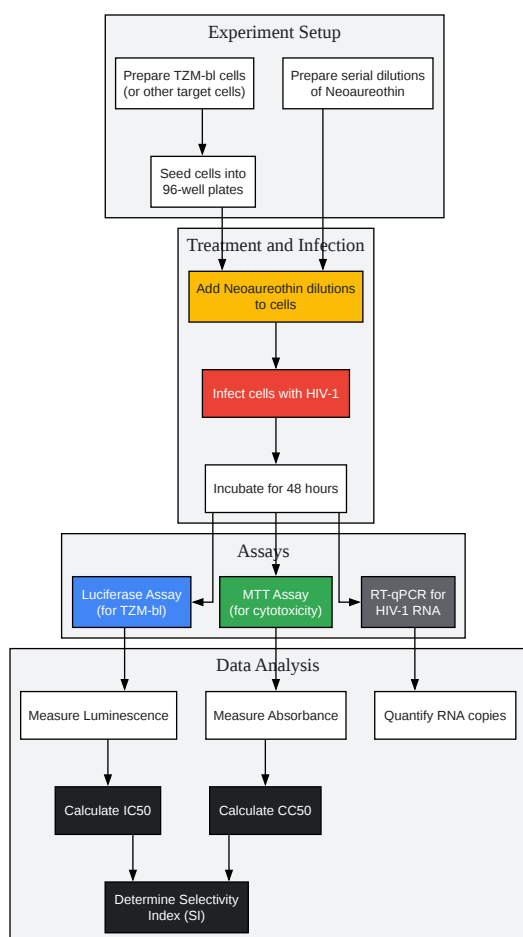 Experiment Setup
Prepare TZM-bl cells
(or other target cells)
Prepare serial dilutions
of Neoaureothin
Seed cells into
96-well plates
Treatment and Infection
Add Neoaureothin dilutions
to cells
Infect cells with HIV-1
Incubate for 48 hours
Assays
Luciferase Assay
(for TZM-bl)
MTT Assay
(for cytotoxicity)
RT-qPCR for
HIV-1 RNA
Data Analysis
Measure Luminescence
Measure Absorbance
Quantify RNA copies
Calculate IC50
Calculate CC50
Determine Selectivity
Index (SI)